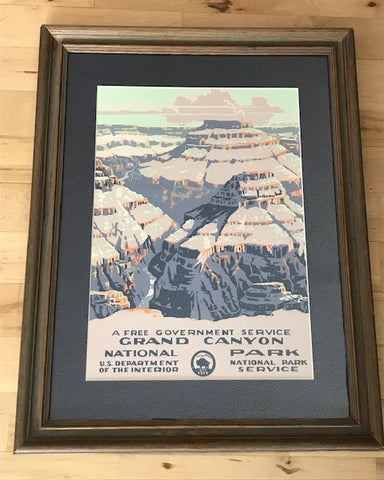 A FREE GOVERNMENT SERVICE
GRAND CANYON
NATIONAL PARK
U.S. DEPARTMENT
OF THE INTERIOR
NATIONAL PARK
SERVICE